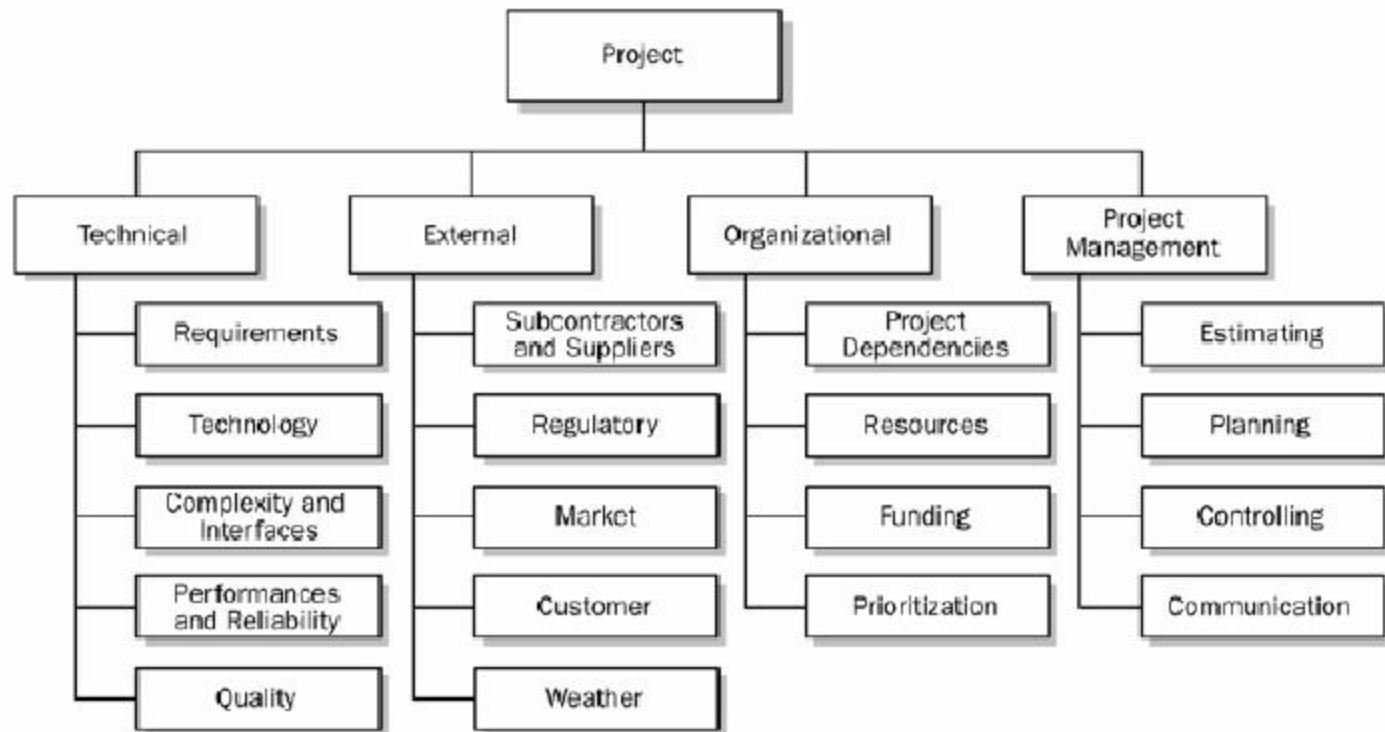 Project
Technical
External
Organizational
Project
Management
Requirements
Technology
Complexity and
Interfaces
Performances
and Reliability
Quality
Subcontractors
and Suppliers
Regulatory
Market
Customer
Weather
Project
Dependencies
Resources
Funding
Prioritization
Estimating
Planning
Controlling
Communication